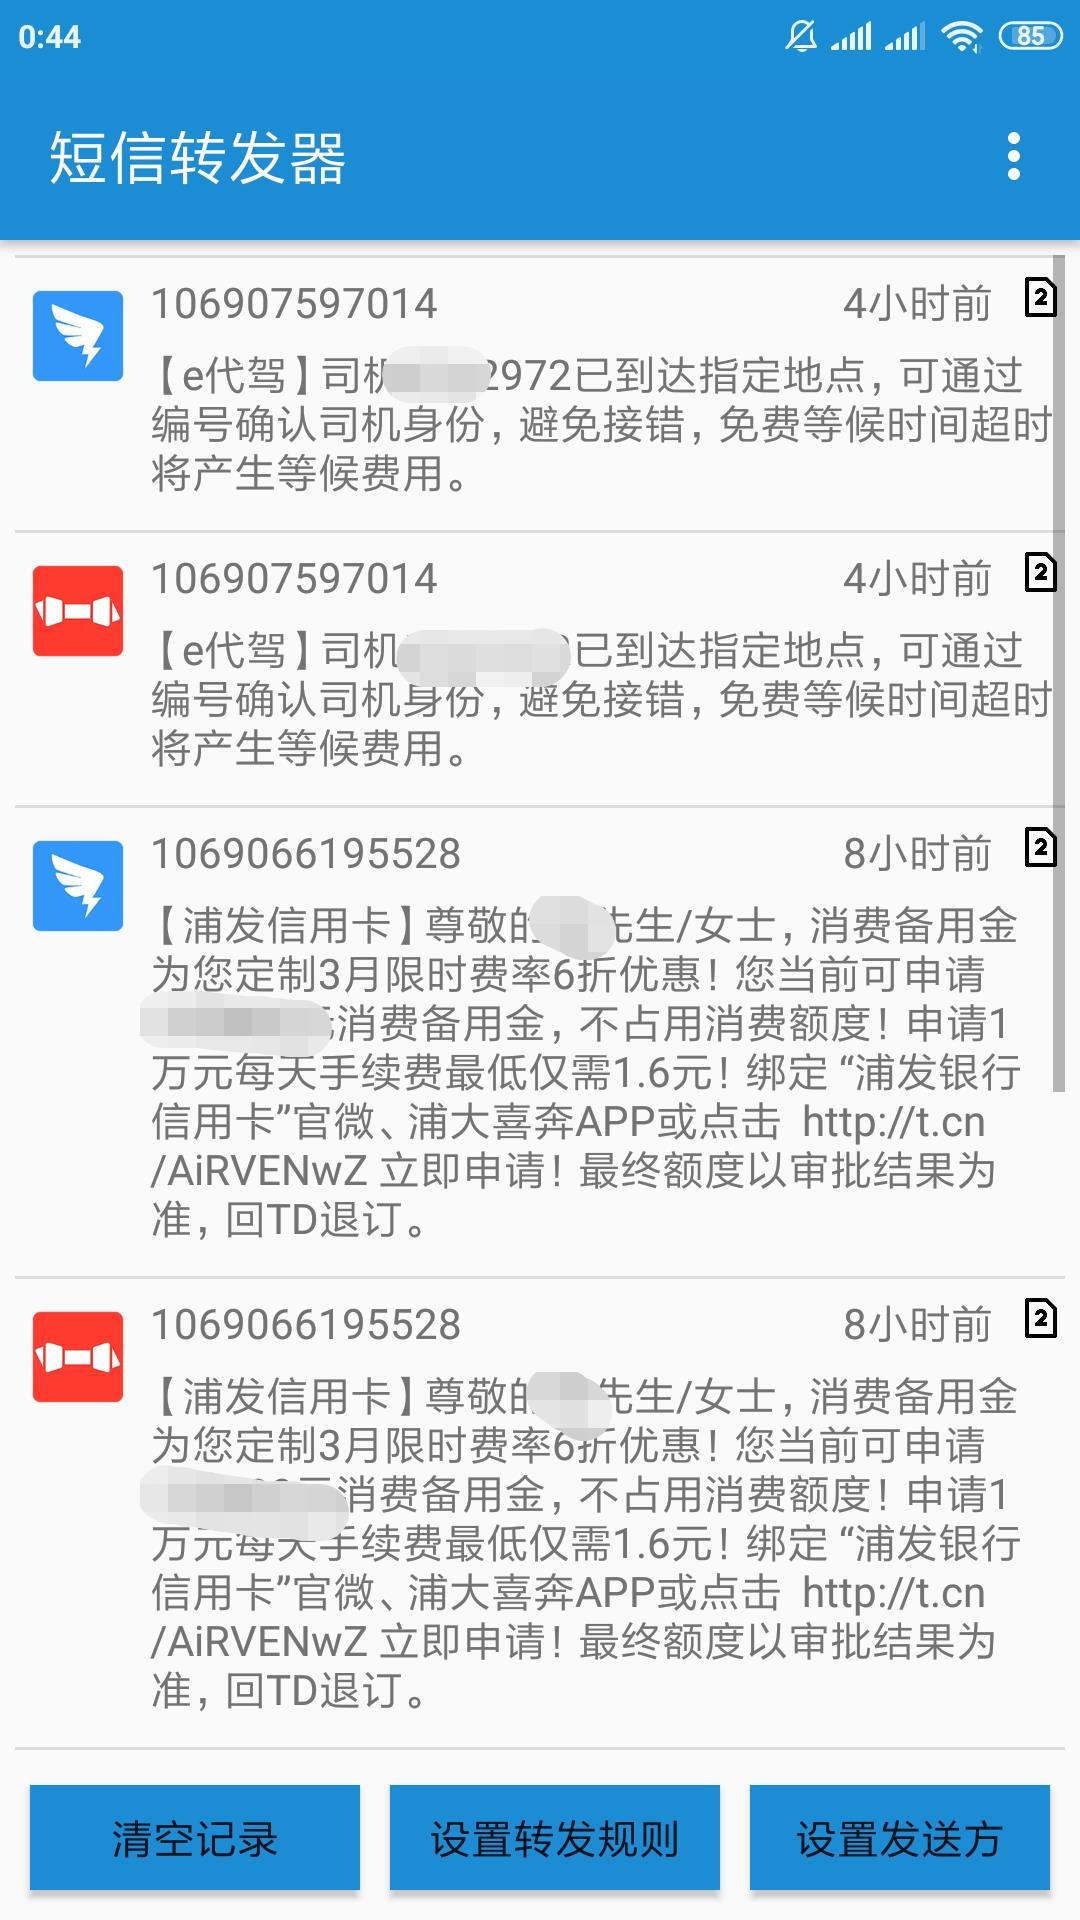 0:44
85
短信转发器
106907597014 4小时前 2
【e代驾】司机 2972已到达指定地点，可通过
编号确认司机身份，避免接错，免费等候时间超时
将产生等候费用。
106907597014 4小时前 2
【e代驾】司机 已到达指定地点，可通过
编号确认司机身份，避免接错，免费等候时间超时
将产生等候费用。
1069066195528 8小时前 2
【浦发信用卡】尊敬的 先生/女士，消费备用金
为您定制3月限时费率6折优惠！您当前可申请
消费备用金，不占用消费额度！申请1
万元每天手续费最低仅需1.6元！绑定 “浦发银行
信用卡”官微、浦大喜奔APP或点击 http://t.cn
/AiRVENwZ 立即申请！最终额度以审批结果为
准，回TD退订。
1069066195528 8小时前 2
【浦发信用卡】尊敬的 先生/女士，消费备用金
为您定制3月限时费率6折优惠！您当前可申请
消费备用金，不占用消费额度！申请1
万元每天手续费最低仅需1.6元！绑定 “浦发银行
信用卡”官微、浦大喜奔APP或点击 http://t.cn
/AiRVENwZ 立即申请！最终额度以审批结果为
准，回TD退订。
清空记录 设置转发规则 设置发送方